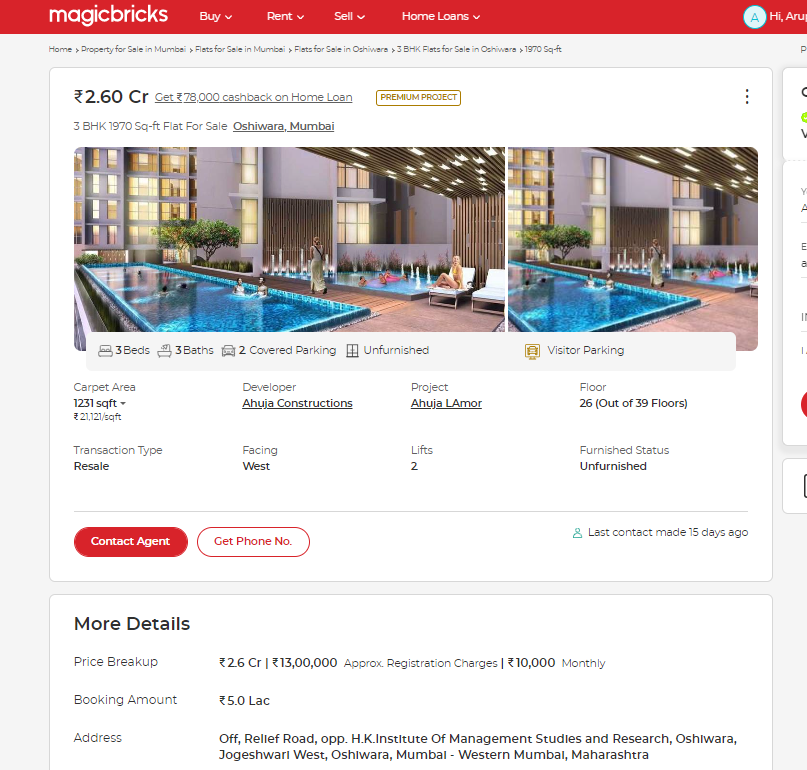 magicbricks Buy Rent Sell Home Loans A Hi, Aru
Home > Property for Sale in Mumbai > Flats for Sale in Mumbai > Flats for Sale in Oshiwara > 3 BHK Flats for Sale in Oshiwara > 1970 Sq-ft
₹2.60 Cr Get ₹78,000 cashback on Home Loan PREMIUM PROJECT
3 BHK 1970 Sq-ft Flat For Sale Oshiwara, Mumbai
3 Beds 3 Baths 2 Covered Parking Unfurnished Visitor Parking
Carpet Area Developer Project Floor
1231 sqft Ahuja Constructions Ahuja LAmor 26 (Out of 39 Floors)
₹21,121/sqft
Transaction Type Facing Lifts Furnished Status
Resale West 2 Unfurnished
Contact Agent Get Phone No. Last contact made 15 days ago
More Details
Price Breakup ₹2.6 Cr | ₹13,00,000 Approx. Registration Charges | ₹10,000 Monthly
Booking Amount ₹5.0 Lac
Address Off, Relief Road, opp. H.K.Institute Of Management Studies and Research, Oshiwara,
Jogeshwari West, Oshiwara, Mumbai - Western Mumbai, Maharashtra